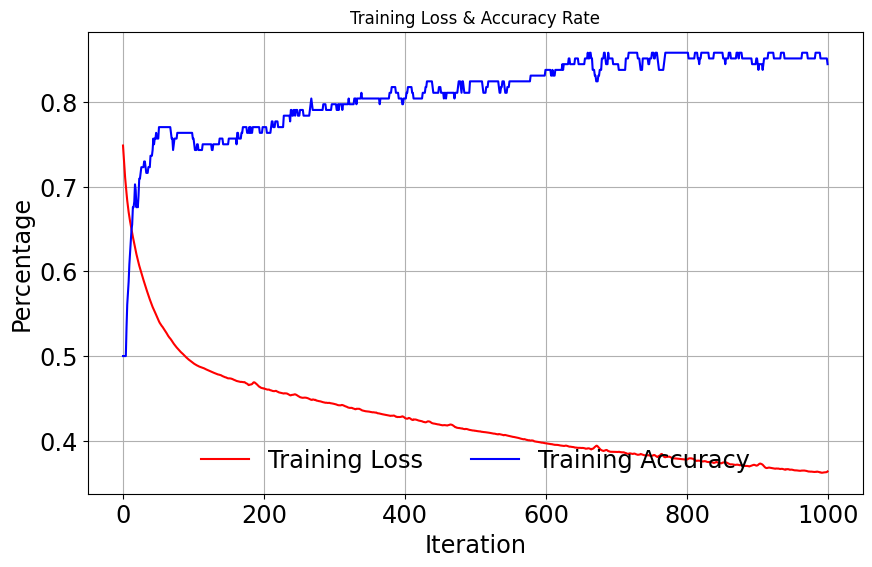 Training Loss & Accuracy Rate
Percentage
0.8
0.7
0.6
0.5
0.4
Training Loss
Training Accuracy
0 200 400 600 800 1000
Iteration